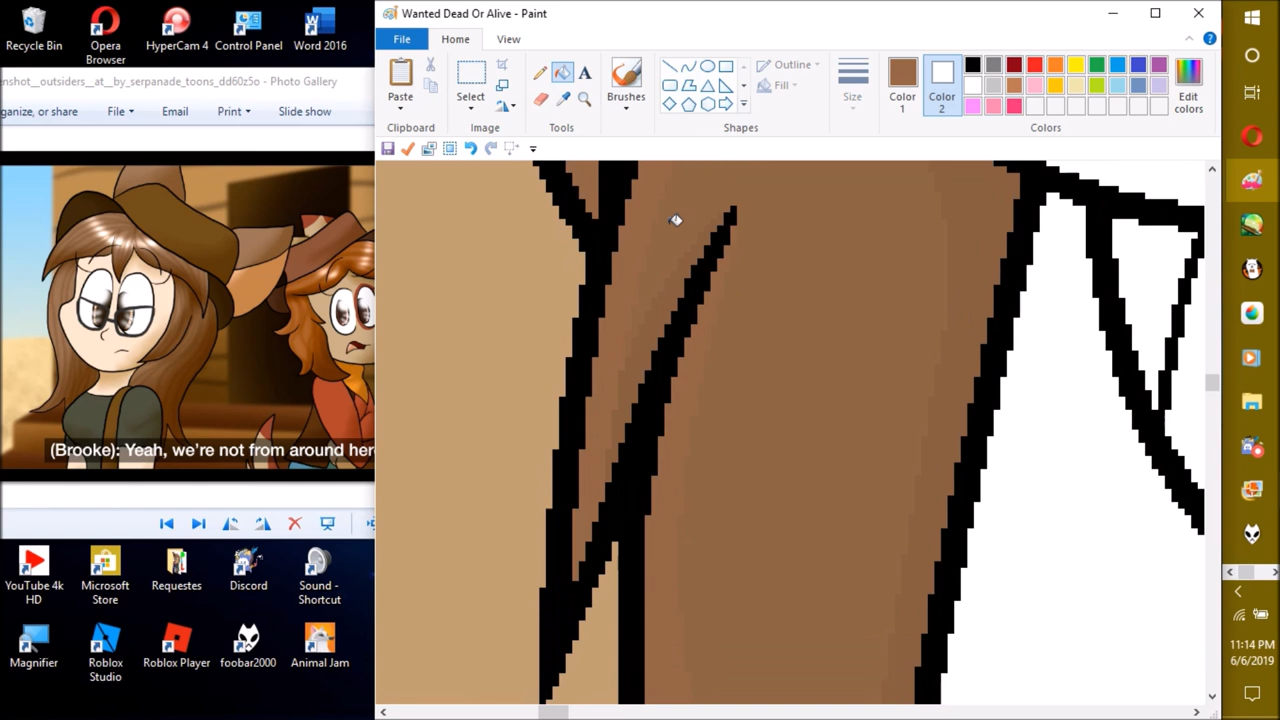 Recycle Bin
Opera Browser
HyperCam 4
Control Panel
Word 2016
Wanted Dead Or Alive - Paint
File
Home
View
Paste
Select
Brushes
Outline
Fill
Size
Color 1
Color 2
Edit colors
Clipboard
Image
Tools
Shapes
Colors
nshot__outsiders__at__by_serpanade_toons_dd60z5o - Photo Gallery
ganize, or share
File
Email
Print
Slide show
(Brooke): Yeah, we're not from around her
YouTube 4k HD
Microsoft Store
Requestes
Discord
Sound - Shortcut
Magnifier
Roblox Studio
Roblox Player
foobar2000
Animal Jam
11:14 PM
6/6/2019